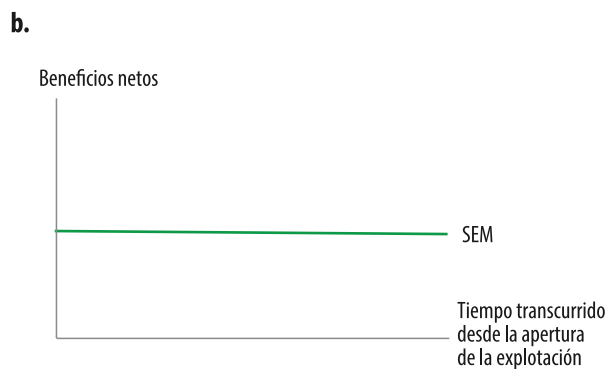 b.
Beneficios netos
SEM
Tiempo transcurrido
desde la apertura
de la explotación